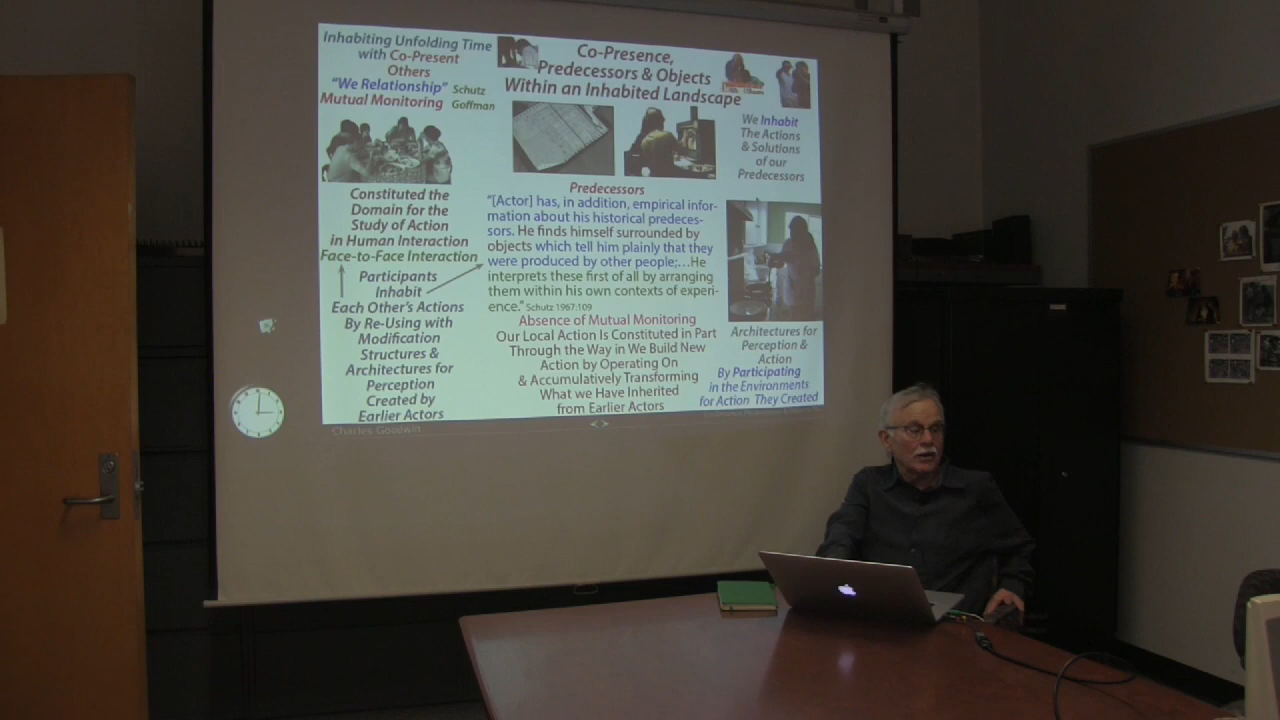 Inhabiting Unfolding Time
with Co-Present
Others
"We Relationship" Schutz
Mutual Monitoring Goffman
Constituted the
Domain for the
Study of Action
in Human Interaction
Face-to-Face Interaction
Participants
Inhabit
Each Other's Actions
By Re-Using with
Modification
Structures &
Architectures for
Perception
Created by
Earlier Actors
Co-Presence,
Predecessors & Objects
Within an Inhabited Landscape
Predecessors
"[Actor] has, in addition, empirical infor-
mation about his historical predeces-
sors. He finds himself surrounded by
objects which tell him plainly that they
were produced by other people;…He
interprets these first of all by arranging
them within his own contexts of experi-
ence." Schutz 1967:109
Absence of Mutual Monitoring
Our Local Action Is Constituted in Part
Through the Way in We Build New
Action by Operating On
& Accumulatively Transforming
What we Have Inherited
from Earlier Actors
We Inhabit
The Actions
& Solutions
of our
Predecessors
Architectures for
Perception &
Action
By Participating
in the Environments
for Action They Created
Charles Goodwin